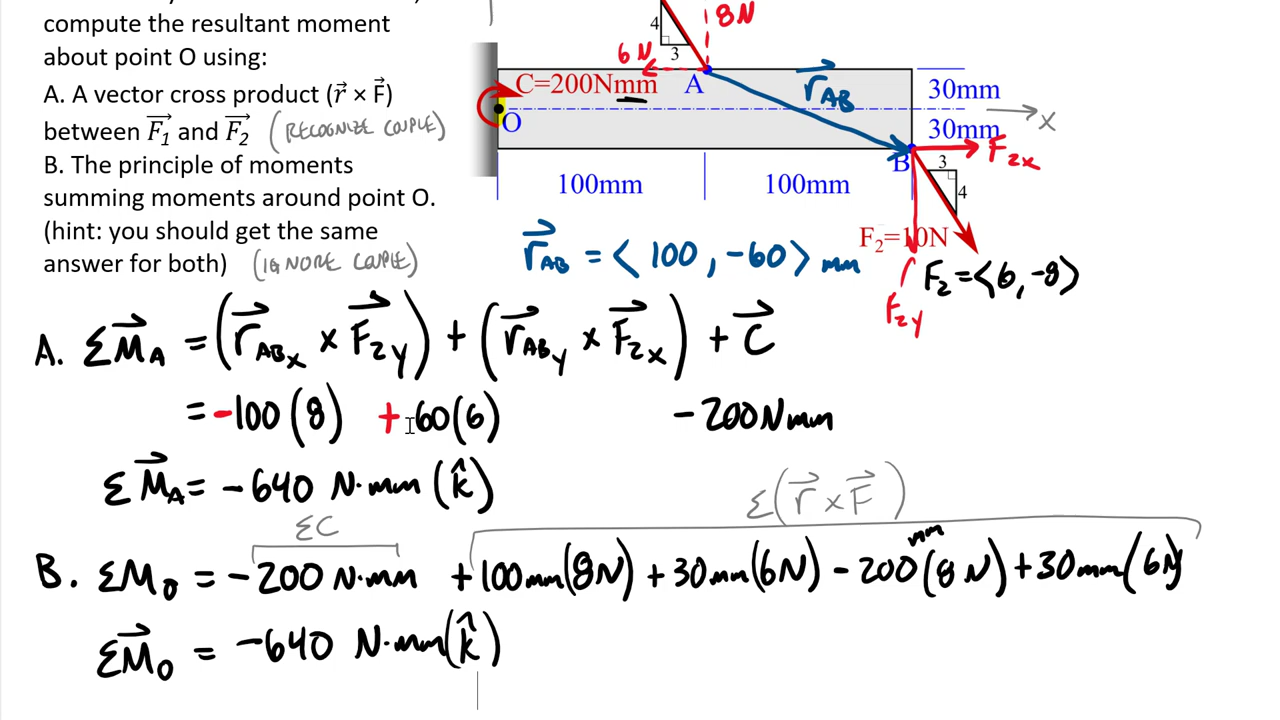 compute the resultant moment
about point O using:
A. A vector cross product (r⃗ × F⃗)
between F₁⃗ and F₂⃗ (RECOGNIZE COUPLE)
B. The principle of moments
summing moments around point O.
(hint: you should get the same
answer for both) (IGNORE COUPLE)
4
3
8N
6N
C=200Nmm
A
r⃗AB
30mm
x
O
30mm
F2x
B
3
4
100mm
100mm
F₂=10N
r⃗AB = <100, -60> mm
F₂=<6,-8>
F2y
A. ΣM⃗A = (r⃗ABx × F⃗2y) + (r⃗ABy × F⃗2x) + C⃗
= -100(8) + 60(6) - 200Nmm
ΣM⃗A = -640 N·mm (k̂)
ΣC
Σ(r⃗ × F⃗)
B. ΣMo = -200 N·mm +100mm(8N) +30mm(6N) - 200mm(8N) +30mm(6N)
ΣM⃗o = -640 N·mm(k̂)